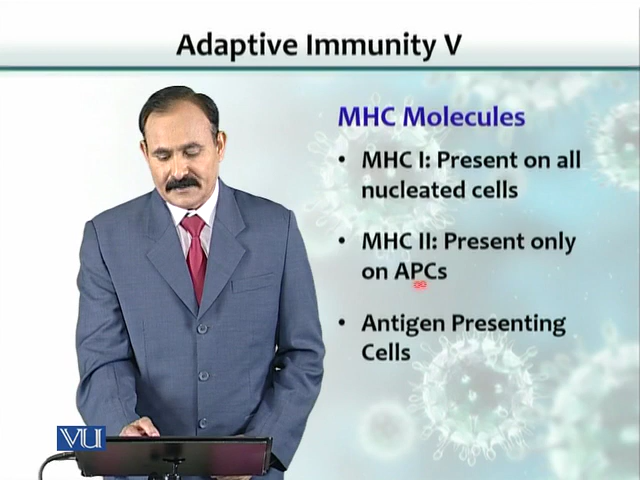 Adaptive Immunity V
MHC Molecules
• MHC I: Present on all
nucleated cells
• MHC II: Present only
on APCs
• Antigen Presenting
Cells
VU